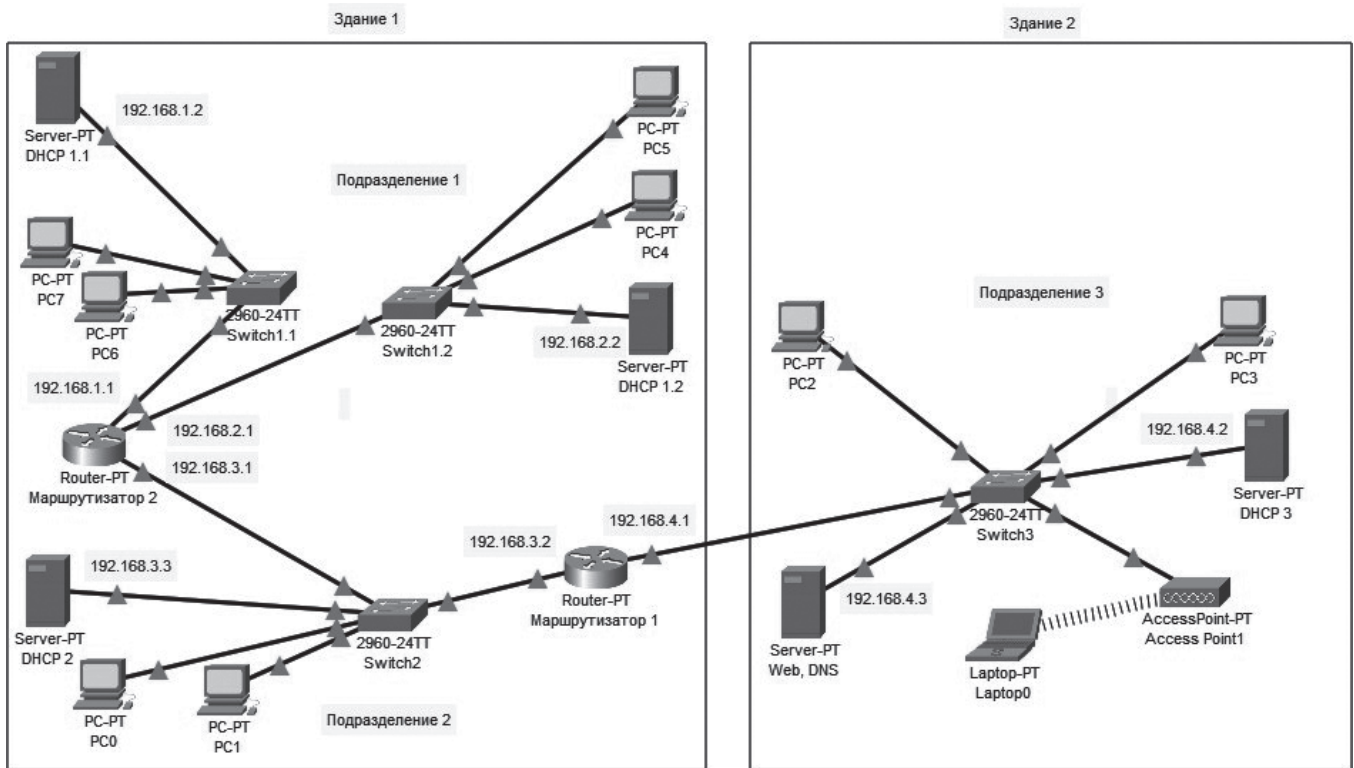 Здание 1
Здание 2
Server-PT
DHCP 1.1
192.168.1.2
Подразделение 1
PC-PT
PC5
PC-PT
PC4
PC-PT
PC7
PC-PT
PC6
2960-24TT
Switch1.1
2960-24TT
Switch1.2
192.168.2.2
Server-PT
DHCP 1.2
192.168.1.1
192.168.2.1
192.168.3.1
Router-PT
Маршрутизатор 2
192.168.3.3
Server-PT
DHCP 2
PC-PT
PC0
PC-PT
PC1
2960-24TT
Switch2
Подразделение 2
192.168.3.2
192.168.4.1
Router-PT
Маршрутизатор 1
Подразделение 3
PC-PT
PC2
PC-PT
PC3
192.168.4.2
Server-PT
DHCP 3
2960-24TT
Switch3
192.168.4.3
Server-PT
Web, DNS
Laptop-PT
Laptop0
AccessPoint-PT
Access Point1